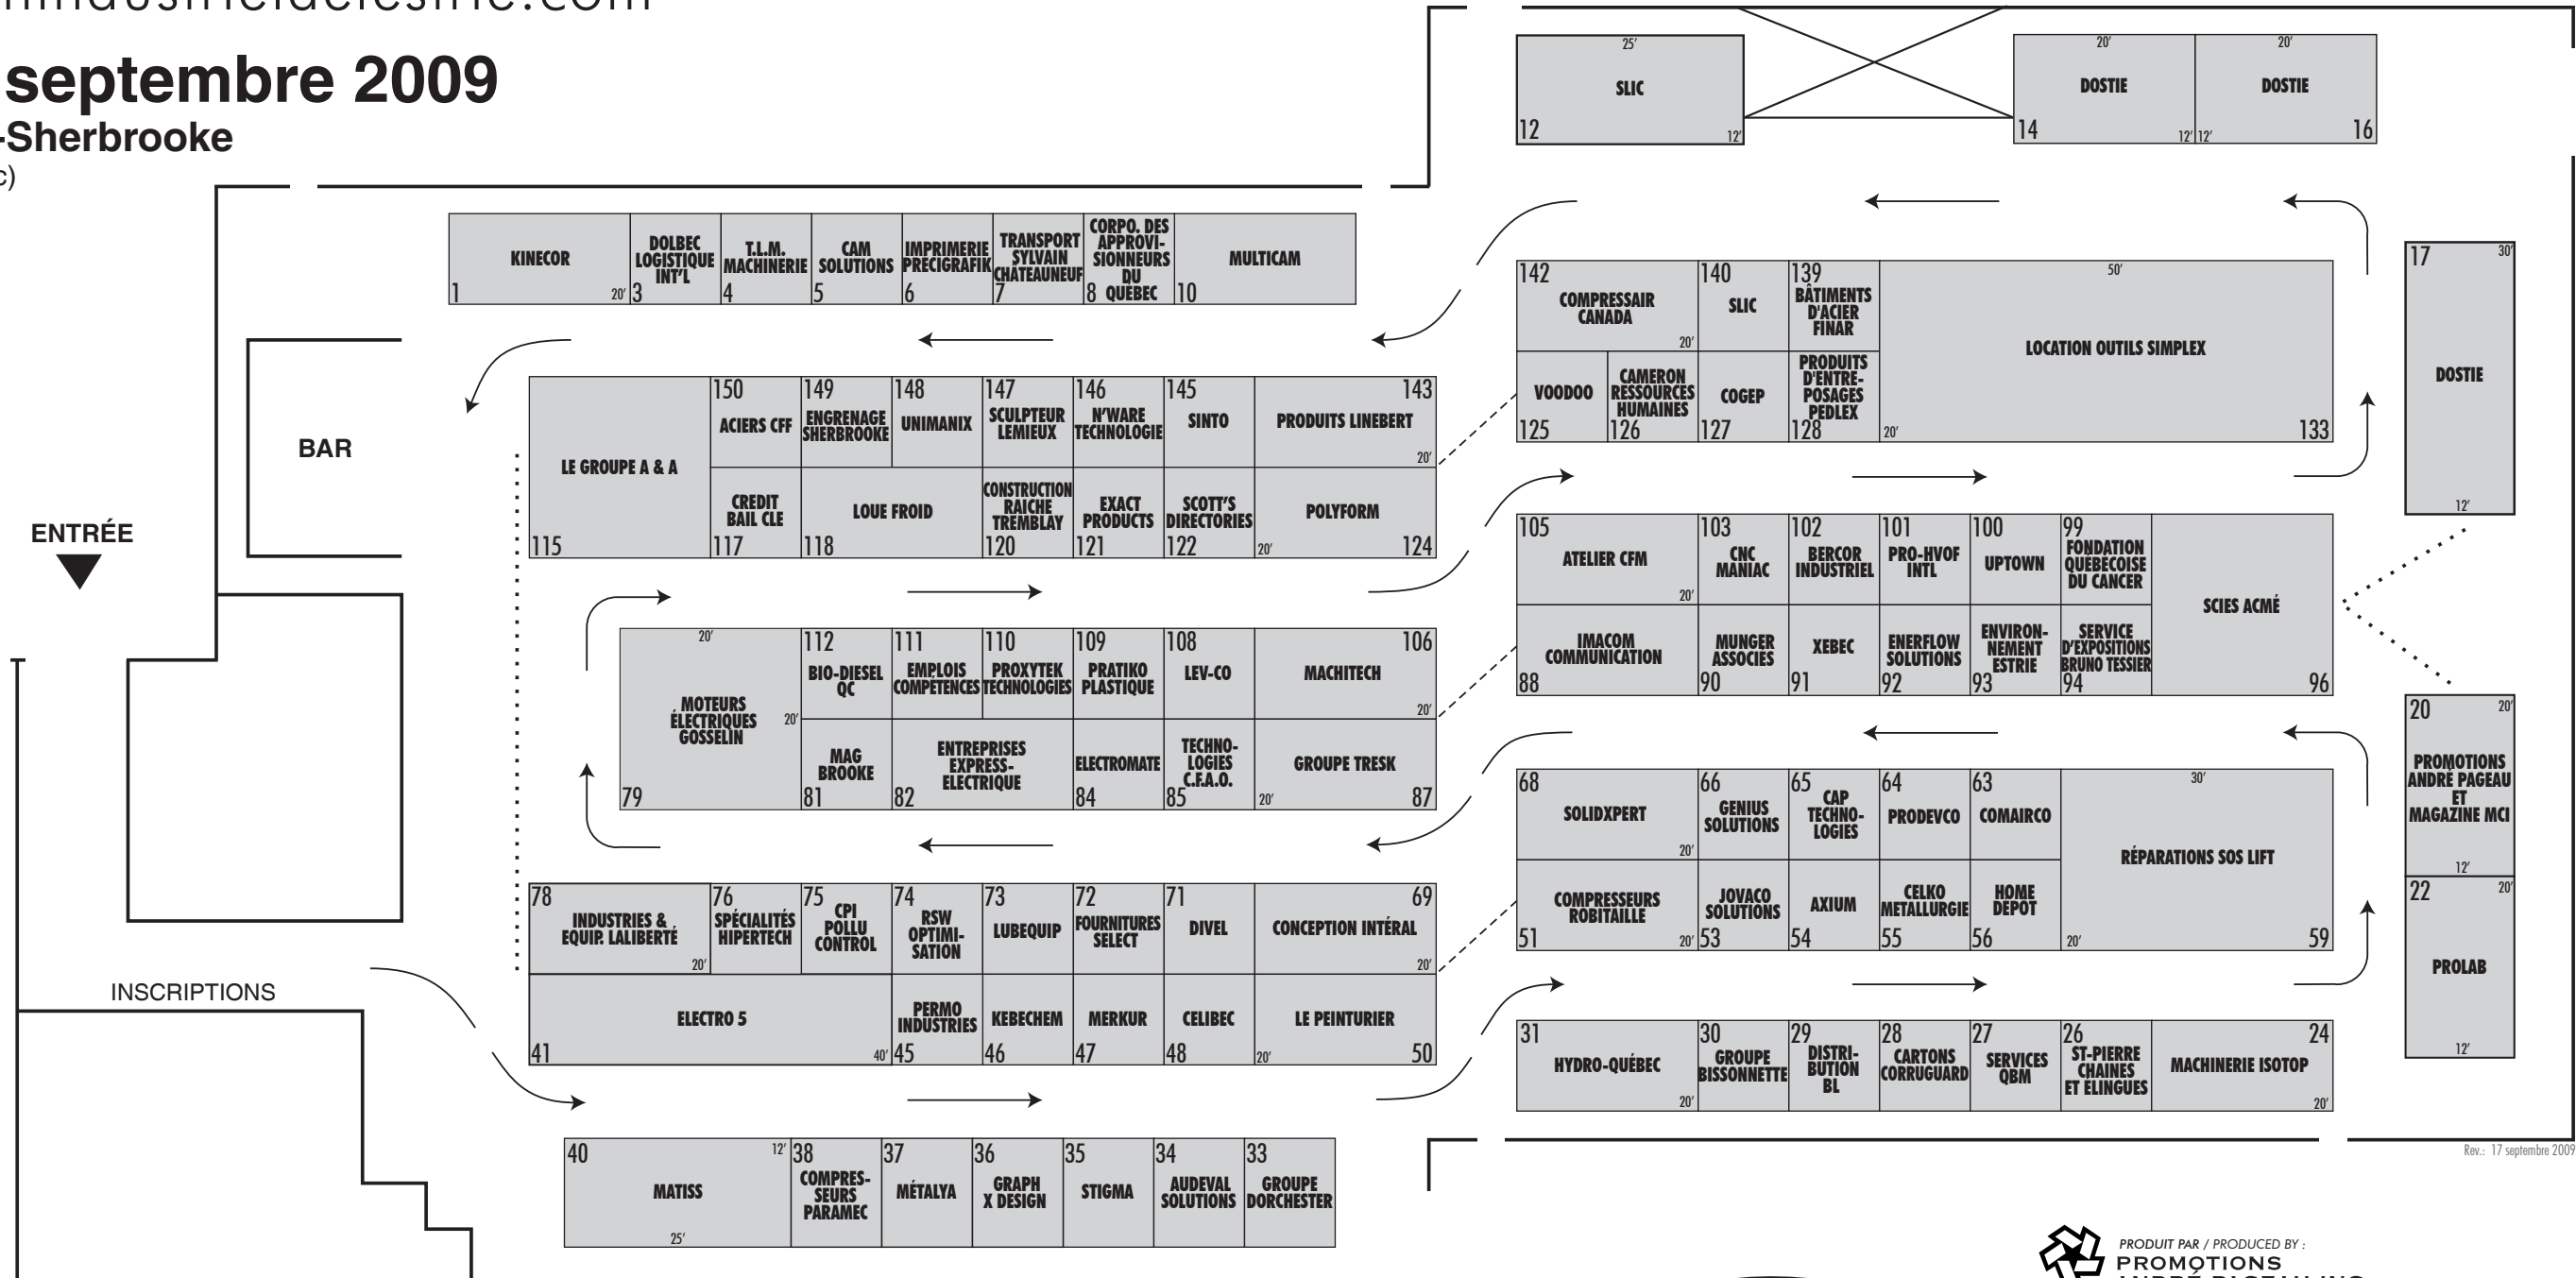 septembre 2009
-Sherbrooke
c)
25'
SLIC
12
12'
20'
DOSTIE
14
12'
20'
DOSTIE
12'
16
KINECOR
1
20'
DOLBEC
LOGISTIQUE
INT'L
3
T.L.M.
MACHINERIE
4
CAM
SOLUTIONS
5
IMPRIMERIE
PRECIGRAFIK
6
TRANSPORT
SYLVAIN
CHÂTEAUNEUF
7
CORPO. DES
APPROVI-
SIONNEURS
DU
QUÉBEC
8
MULTICAM
10
17
30'
DOSTIE
12'
142
COMPRESSAIR
CANADA
20'
140
SLIC
139
BÂTIMENTS
D'ACIER
FINAR
50'
LOCATION OUTILS SIMPLEX
20'
133
VOODOO
125
CAMERON
RESSOURCES
HUMAINES
126
COGEP
127
PRODUITS
D'ENTRE-
POSAGES
PEDLEX
128
BAR
ENTRÉE
LE GROUPE A & A
115
150
ACIERS CFF
149
ENGRENAGE
SHERBROOKE
148
UNIMANIX
147
SCULPTEUR
LEMIEUX
146
N'WARE
TECHNOLOGIE
145
SINTO
143
PRODUITS LINEBERT
20'
CREDIT
BAIL CLE
117
LOUE FROID
118
CONSTRUCTION
RAICHE
TREMBLAY
120
EXACT
PRODUCTS
121
SCOTT'S
DIRECTORIES
122
POLYFORM
20'
124
105
ATELIER CFM
20'
103
CNC
MANIAC
102
BERCOR
INDUSTRIEL
101
PRO-HVOF
INTL
100
UPTOWN
99
FONDATION
QUÉBÉCOISE
DU CANCER
SCIES ACMÉ
96
IMACOM
COMMUNICATION
88
MUNGER
ASSOCIÉS
90
XEBEC
91
ENERFLOW
SOLUTIONS
92
ENVIRON-
NEMENT
ESTRIE
93
SERVICE
D'EXPOSITIONS
BRUNO TESSIER
94
20'
MOTEURS
ÉLECTRIQUES
GOSSELIN
20'
79
112
BIO-DIESEL
QC
111
EMPLOIS
COMPÉTENCES
110
PROXYTEK
TECHNOLOGIES
109
PRATIKO
PLASTIQUE
108
LEV-CO
106
MACHITECH
20'
MAG
BROOKE
81
ENTREPRISES
EXPRESS-
ELECTRIQUE
82
ELECTROMATE
84
TECHNO-
LOGIES
C.F.A.O.
85
GROUPE TRESK
20'
87
20
20'
PROMOTIONS
ANDRÉ PAGEAU
ET
MAGAZINE MCI
12'
22
20'
PROLAB
12'
68
SOLIDXPERT
20'
66
GENIUS
SOLUTIONS
65
CAP
TECHNO-
LOGIES
64
PRODEVCO
63
COMAIRCO
30'
RÉPARATIONS SOS LIFT
20'
59
COMPRESSEURS
ROBITAILLE
51
20'
JOVACO
SOLUTIONS
53
AXIUM
54
CELKO
METALLURGIE
55
HOME
DEPOT
56
78
INDUSTRIES &
EQUIP. LALIBERTÉ
20'
76
SPÉCIALITÉS
HIPERTECH
75
CPI
POLLU
CONTROL
74
RSW
OPTIMI-
SATION
73
LUBEQUIP
72
FOURNITURES
SELECT
71
DIVEL
69
CONCEPTION INTÉRAL
20'
ELECTRO 5
41
40'
PERMO
INDUSTRIES
45
KEBECHEM
46
MERKUR
47
CELIBEC
48
LE PEINTURIER
20'
50
INSCRIPTIONS
31
HYDRO-QUÉBEC
20'
30
GROUPE
BISSONNETTE
29
DISTRI-
BUTION
BL
28
CARTONS
CORRUGUARD
27
SERVICES
QBM
26
ST-PIERRE
CHAINES
ET ÉLINGUES
24
MACHINERIE ISOTOP
20'
40
12'
MATISS
25'
38
COMPRES-
SEURS
PARAMEC
37
MÉTALYA
36
GRAPH
X DESIGN
35
STIGMA
34
AUDEVAL
SOLUTIONS
33
GROUPE
DORCHESTER
Rev.: 17 septembre 2009
PRODUIT PAR / PRODUCED BY :
PROMOTIONS